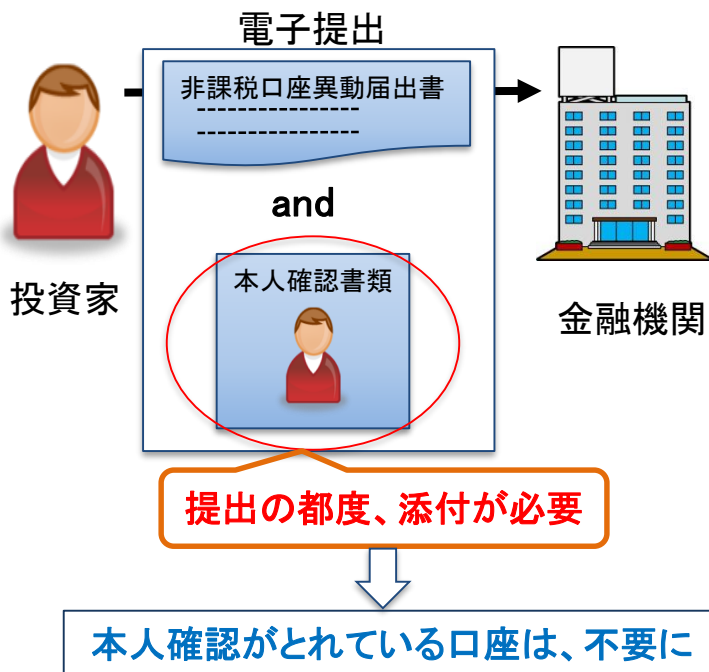 電子提出
非課税口座異動届出書
and
本人確認書類
投資家
金融機関
提出の都度、添付が必要
本人確認がとれている口座は、不要に